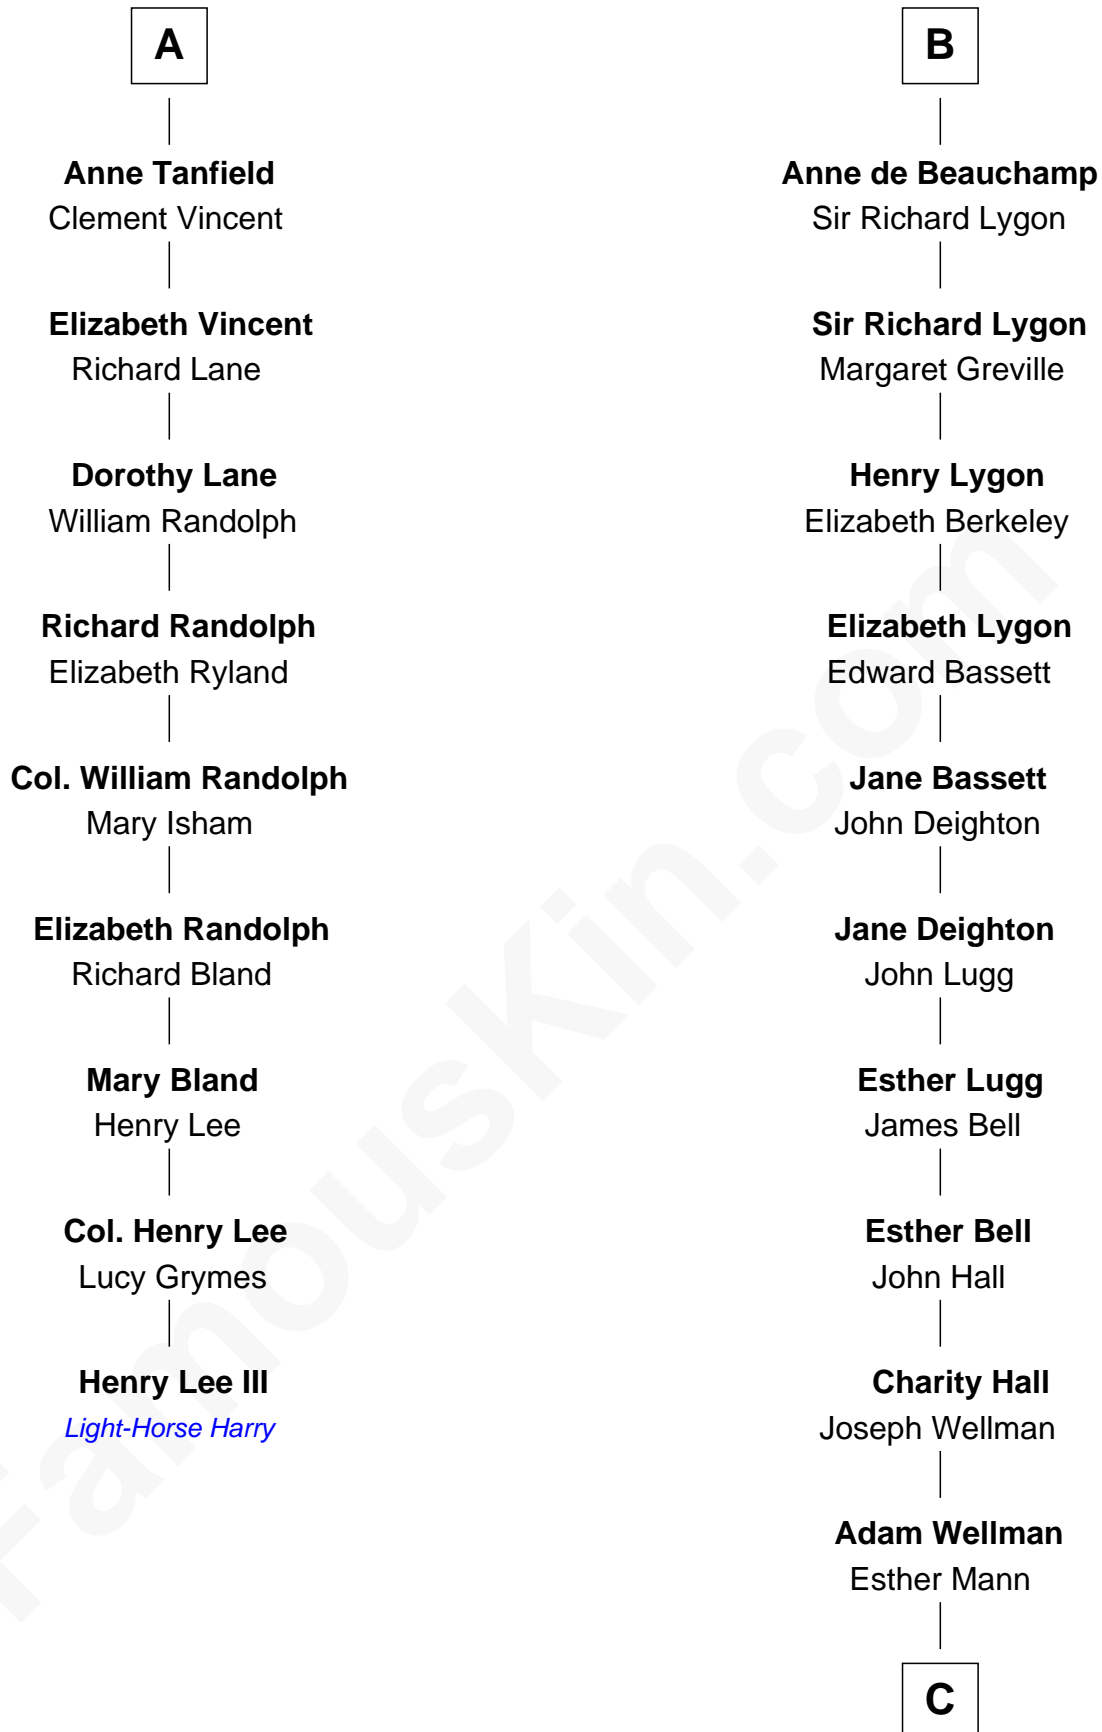 A
Anne Tanfield
Clement Vincent
Elizabeth Vincent
Richard Lane
Dorothy Lane
William Randolph
Richard Randolph
Elizabeth Ryland
Col. William Randolph
Mary Isham
Elizabeth Randolph
Richard Bland
Mary Bland
Henry Lee
Col. Henry Lee
Lucy Grymes
Henry Lee III
Light-Horse Harry
B
Anne de Beauchamp
Sir Richard Lygon
Sir Richard Lygon
Margaret Greville
Henry Lygon
Elizabeth Berkeley
Elizabeth Lygon
Edward Bassett
Jane Bassett
John Deighton
Jane Deighton
John Lugg
Esther Lugg
James Bell
Esther Bell
John Hall
Charity Hall
Joseph Wellman
Adam Wellman
Esther Mann
C
FamousKin.com